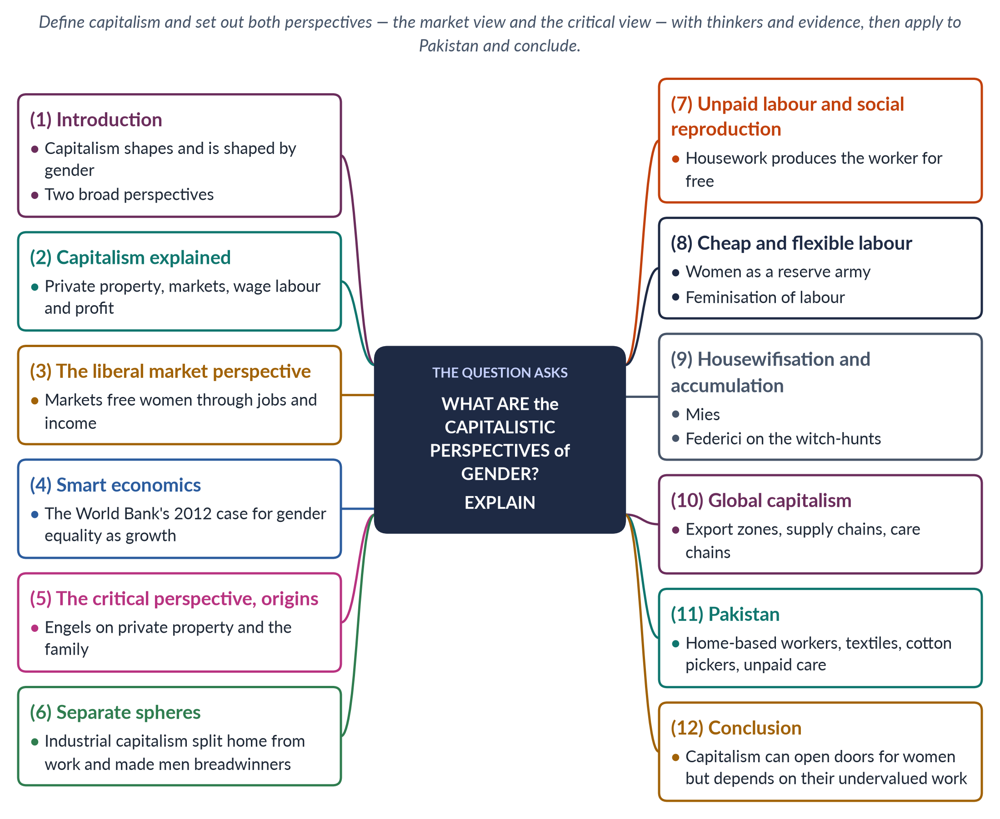 Define capitalism and set out both perspectives — the market view and the critical view — with thinkers and evidence, then apply to
Pakistan and conclude.
(1) Introduction
• Capitalism shapes and is shaped by
gender
• Two broad perspectives
(2) Capitalism explained
• Private property, markets, wage labour
and profit
(3) The liberal market perspective
• Markets free women through jobs and
income
(4) Smart economics
• The World Bank's 2012 case for gender
equality as growth
(5) The critical perspective, origins
• Engels on private property and the
family
(6) Separate spheres
• Industrial capitalism split home from
work and made men breadwinners
THE QUESTION ASKS
WHAT ARE the
CAPITALISTIC
PERSPECTIVES of
GENDER?
EXPLAIN
(7) Unpaid labour and social
reproduction
• Housework produces the worker for
free
(8) Cheap and flexible labour
• Women as a reserve army
• Feminisation of labour
(9) Housewifisation and
accumulation
• Mies
• Federici on the witch-hunts
(10) Global capitalism
• Export zones, supply chains, care
chains
(11) Pakistan
• Home-based workers, textiles, cotton
pickers, unpaid care
(12) Conclusion
• Capitalism can open doors for women
but depends on their undervalued work